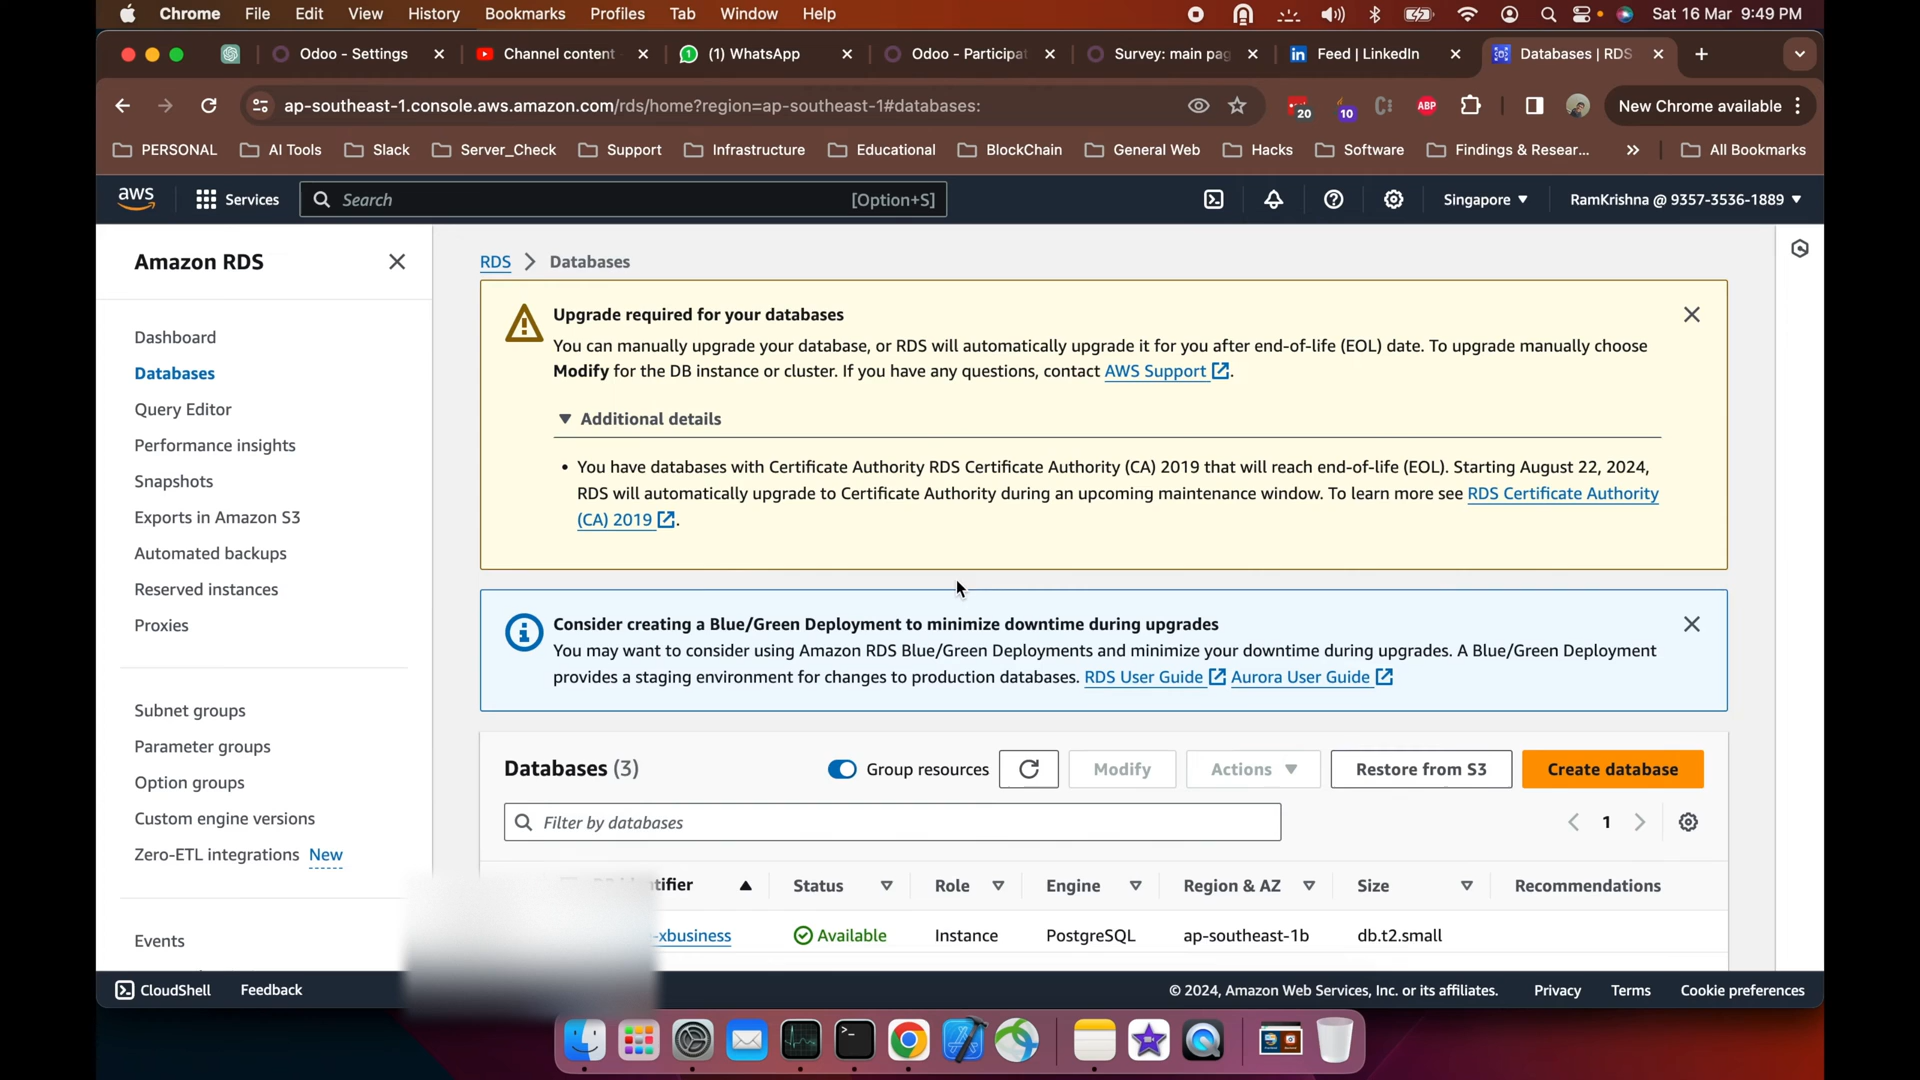 Chrome File Edit View History Bookmarks Profiles Tab Window Help Sat 16 Mar 9:49 PM
Odoo - Settings Channel content (1) WhatsApp Odoo - Participat Survey: main pag Feed | LinkedIn Databases | RDS
ap-southeast-1.console.aws.amazon.com/rds/home?region=ap-southeast-1#databases: 20 10 ABP New Chrome available
PERSONAL AI Tools Slack Server_Check Support Infrastructure Educational BlockChain General Web Hacks Software Findings & Resear... » All Bookmarks
aws Services Search [Option+S] Singapore RamKrishna @ 9357-3536-1889
Amazon RDS
Dashboard
Databases
Query Editor
Performance insights
Snapshots
Exports in Amazon S3
Automated backups
Reserved instances
Proxies
Subnet groups
Parameter groups
Option groups
Custom engine versions
Zero-ETL integrations New
Events
RDS > Databases
Upgrade required for your databases
You can manually upgrade your database, or RDS will automatically upgrade it for you after end-of-life (EOL) date. To upgrade manually choose
Modify for the DB instance or cluster. If you have any questions, contact AWS Support.
Additional details
• You have databases with Certificate Authority RDS Certificate Authority (CA) 2019 that will reach end-of-life (EOL). Starting August 22, 2024,
RDS will automatically upgrade to Certificate Authority during an upcoming maintenance window. To learn more see RDS Certificate Authority
(CA) 2019.
Consider creating a Blue/Green Deployment to minimize downtime during upgrades
You may want to consider using Amazon RDS Blue/Green Deployments and minimize your downtime during upgrades. A Blue/Green Deployment
provides a staging environment for changes to production databases. RDS User Guide Aurora User Guide
Databases (3) Group resources Modify Actions Restore from S3 Create database
Filter by databases 1
Status Role Engine Region & AZ Size Recommendations
-xbusiness Available Instance PostgreSQL ap-southeast-1b db.t2.small
CloudShell Feedback © 2024, Amazon Web Services, Inc. or its affiliates. Privacy Terms Cookie preferences